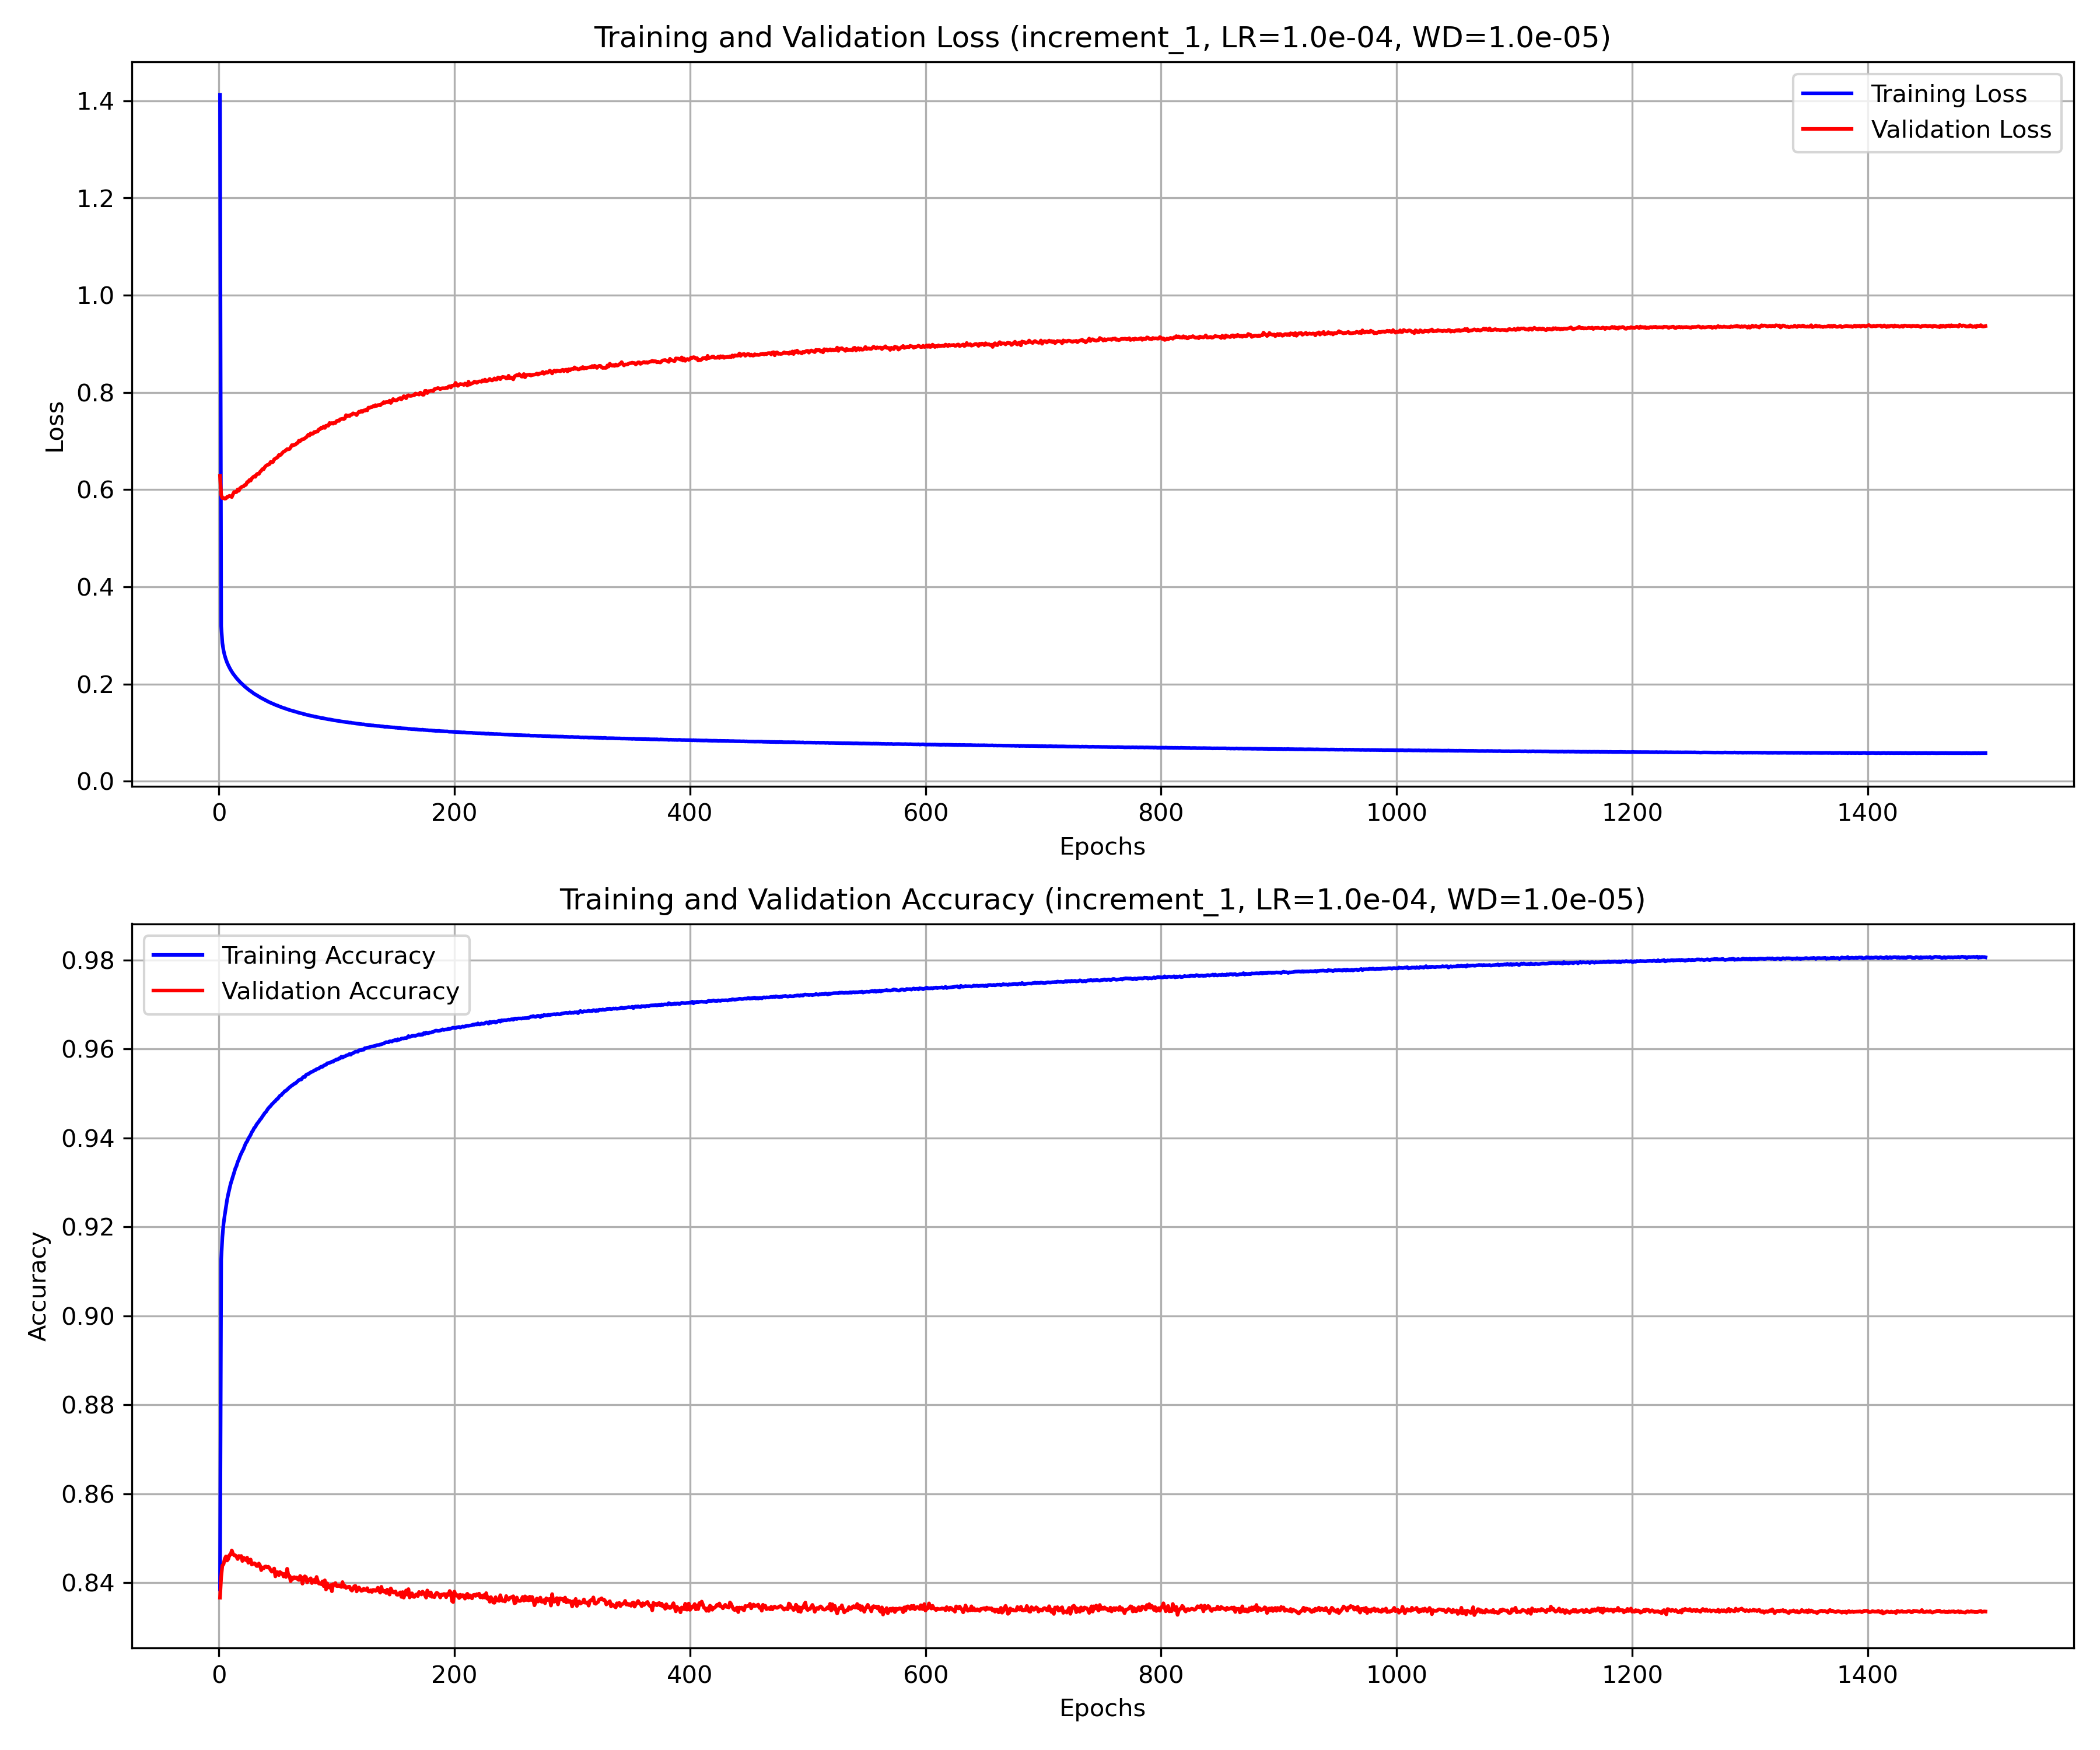 Training and Validation Loss (increment_1, LR=1.0e-04, WD=1.0e-05)
Training Loss
Validation Loss
1.4
1.2
1.0
0.8
0.6
0.4
0.2
0.0
Loss
0 200 400 600 800 1000 1200 1400
Epochs
Training and Validation Accuracy (increment_1, LR=1.0e-04, WD=1.0e-05)
Training Accuracy
Validation Accuracy
0.98
0.96
0.94
0.92
0.90
0.88
0.86
0.84
Accuracy
0 200 400 600 800 1000 1200 1400
Epochs